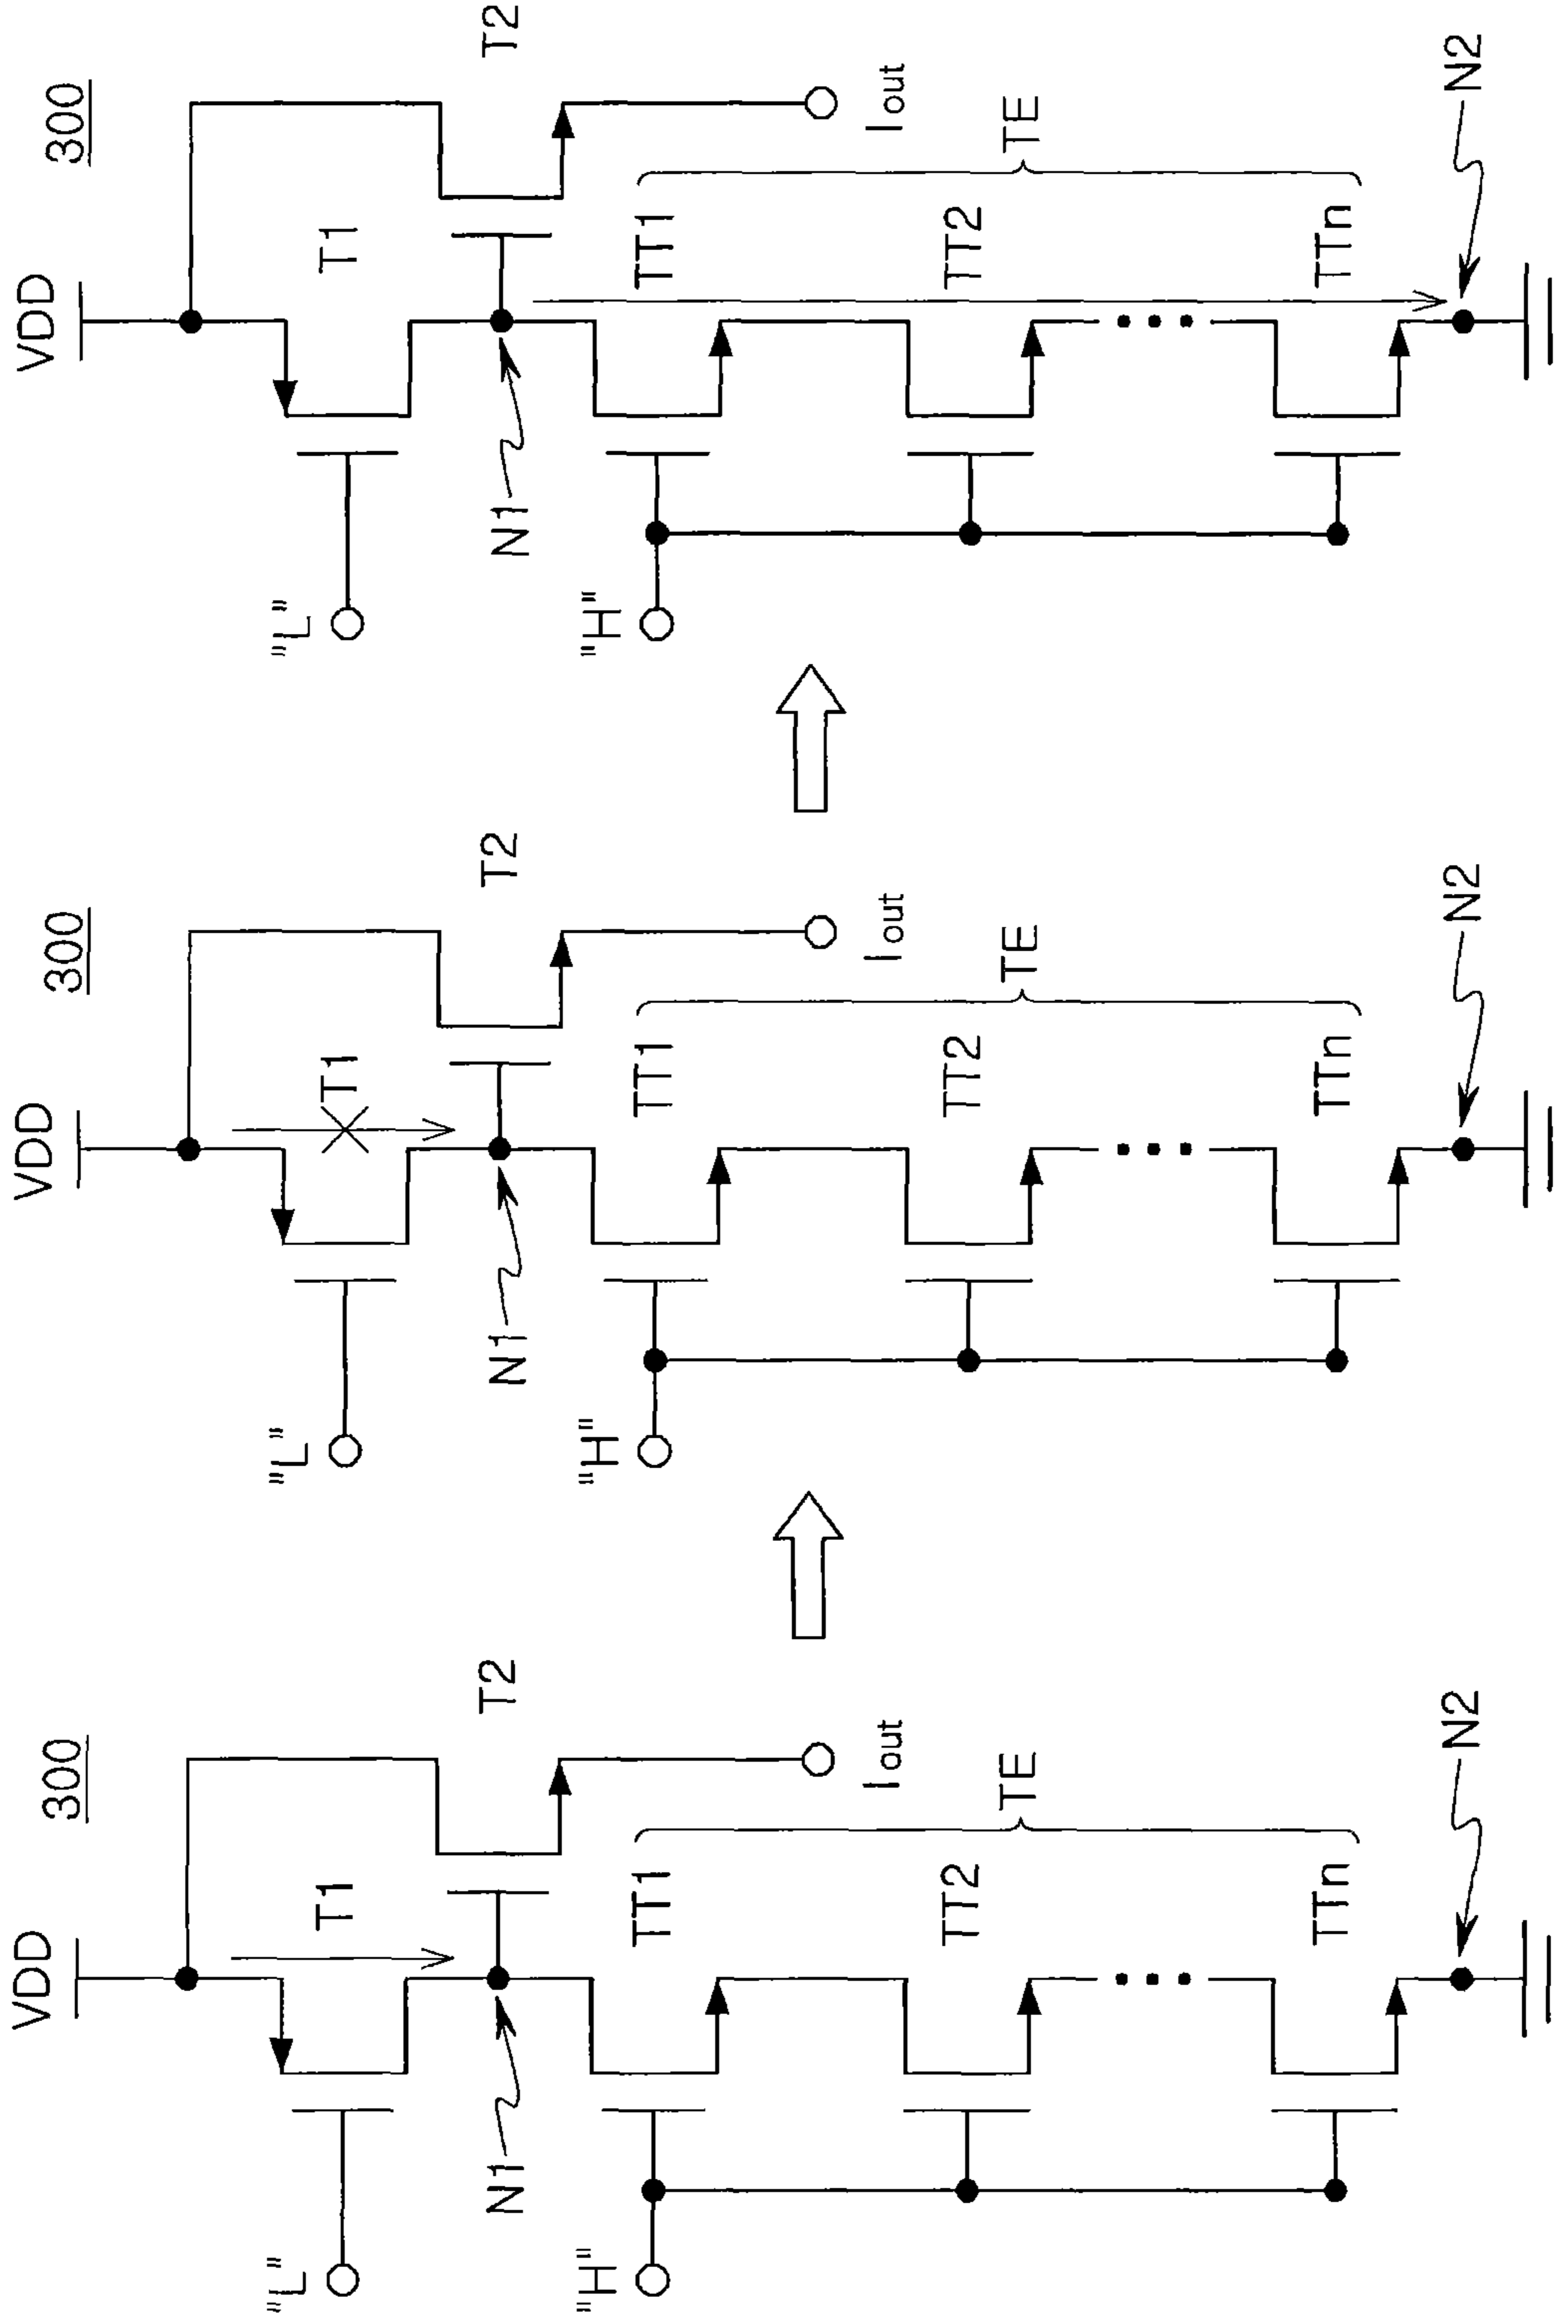 300
VDD
T1
T2
"L"
N1
"H"
TT1
TT2
TTn
TE
Iout
N2
300
VDD
T1
T2
"L"
N1
"H"
TT1
TT2
TTn
TE
Iout
N2
300
VDD
T1
T2
"L"
N1
"H"
TT1
TT2
TTn
TE
Iout
N2